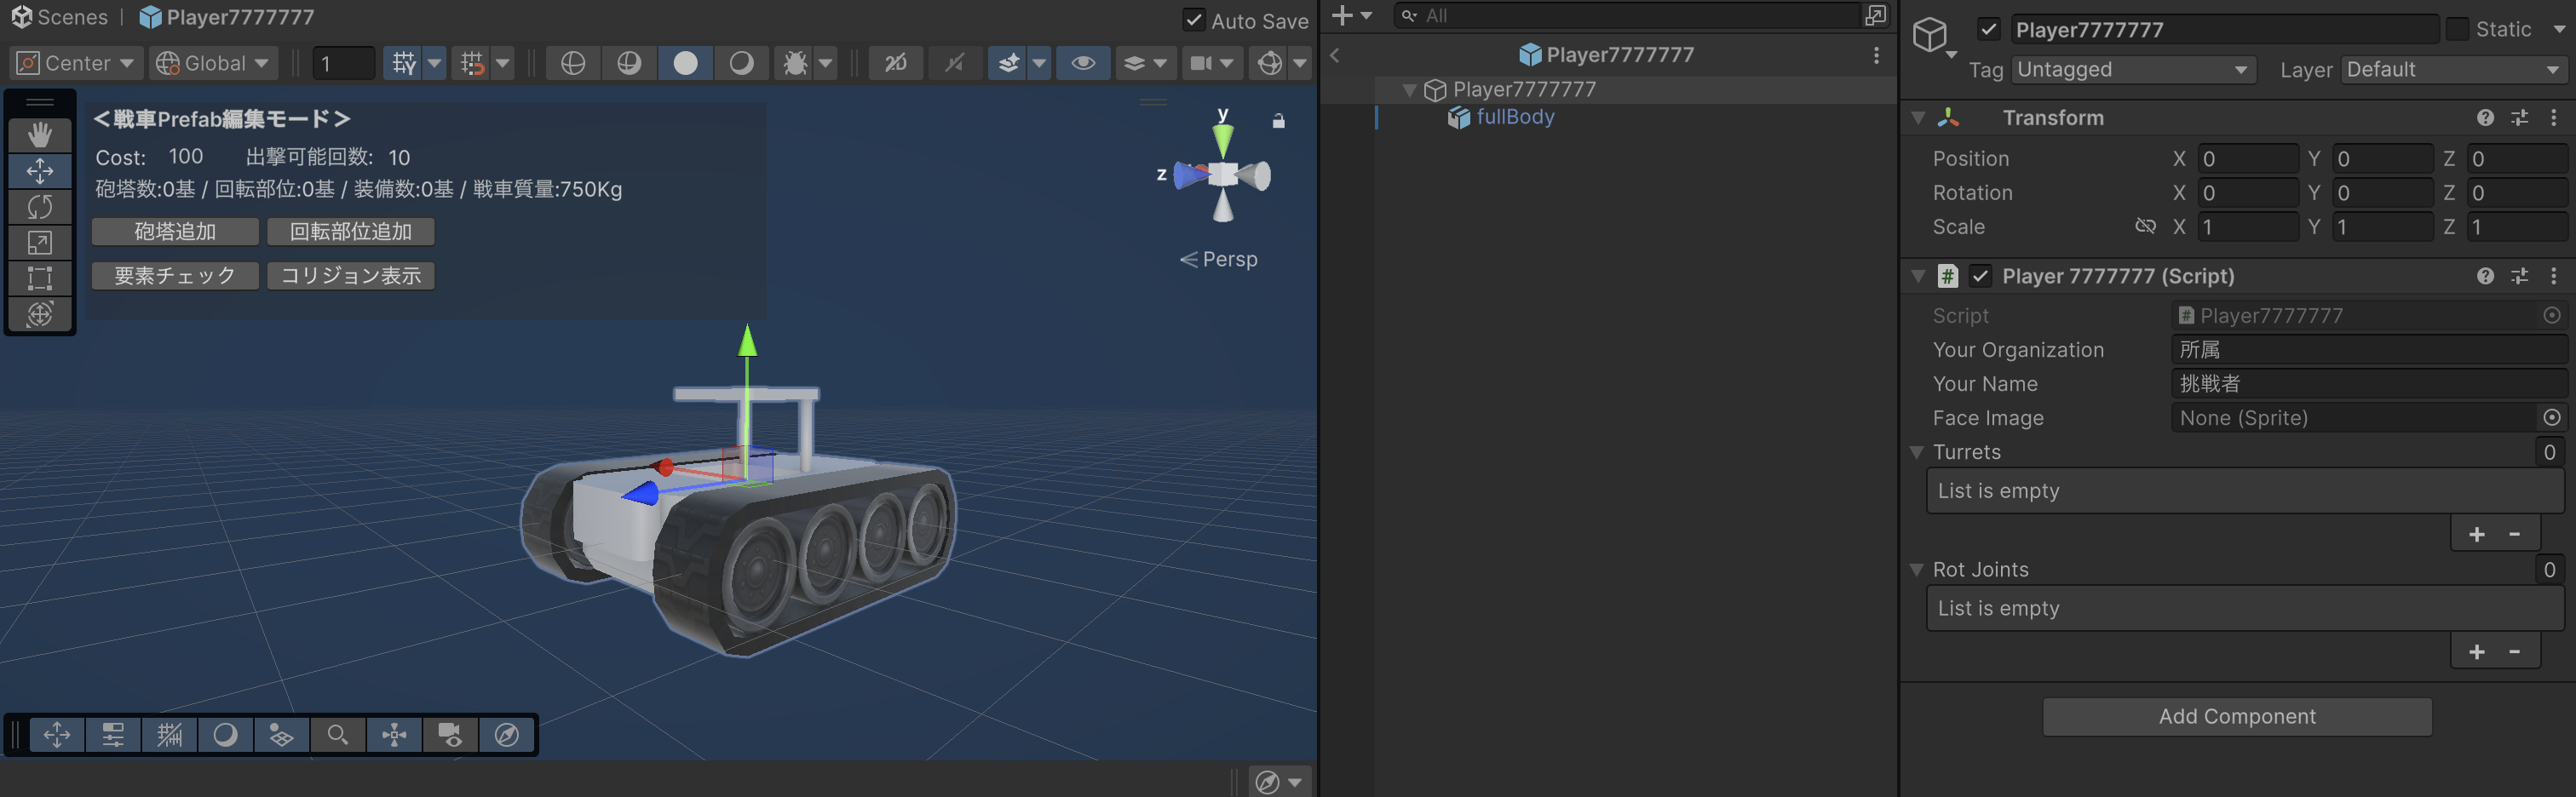 Scenes | Player7777777
Auto Save
Center
Global
1
2D
<戦車Prefab編集モード>
Cost: 100 出撃可能回数: 10
砲塔数:0基 / 回転部位:0基 / 装備数:0基 / 戦車質量:750Kg
砲塔追加
回転部位追加
要素チェック
コリジョン表示
y
z
Persp
All
Player7777777
Player7777777
fullBody
Player7777777
Static
Tag Untagged
Layer Default
Transform
Position X 0 Y 0 Z 0
Rotation X 0 Y 0 Z 0
Scale X 1 Y 1 Z 1
# Player 7777777 (Script)
Script # Player7777777
Your Organization 所属
Your Name 挑戦者
Face Image None (Sprite)
Turrets 0
List is empty
+ -
Rot Joints 0
List is empty
+ -
Add Component